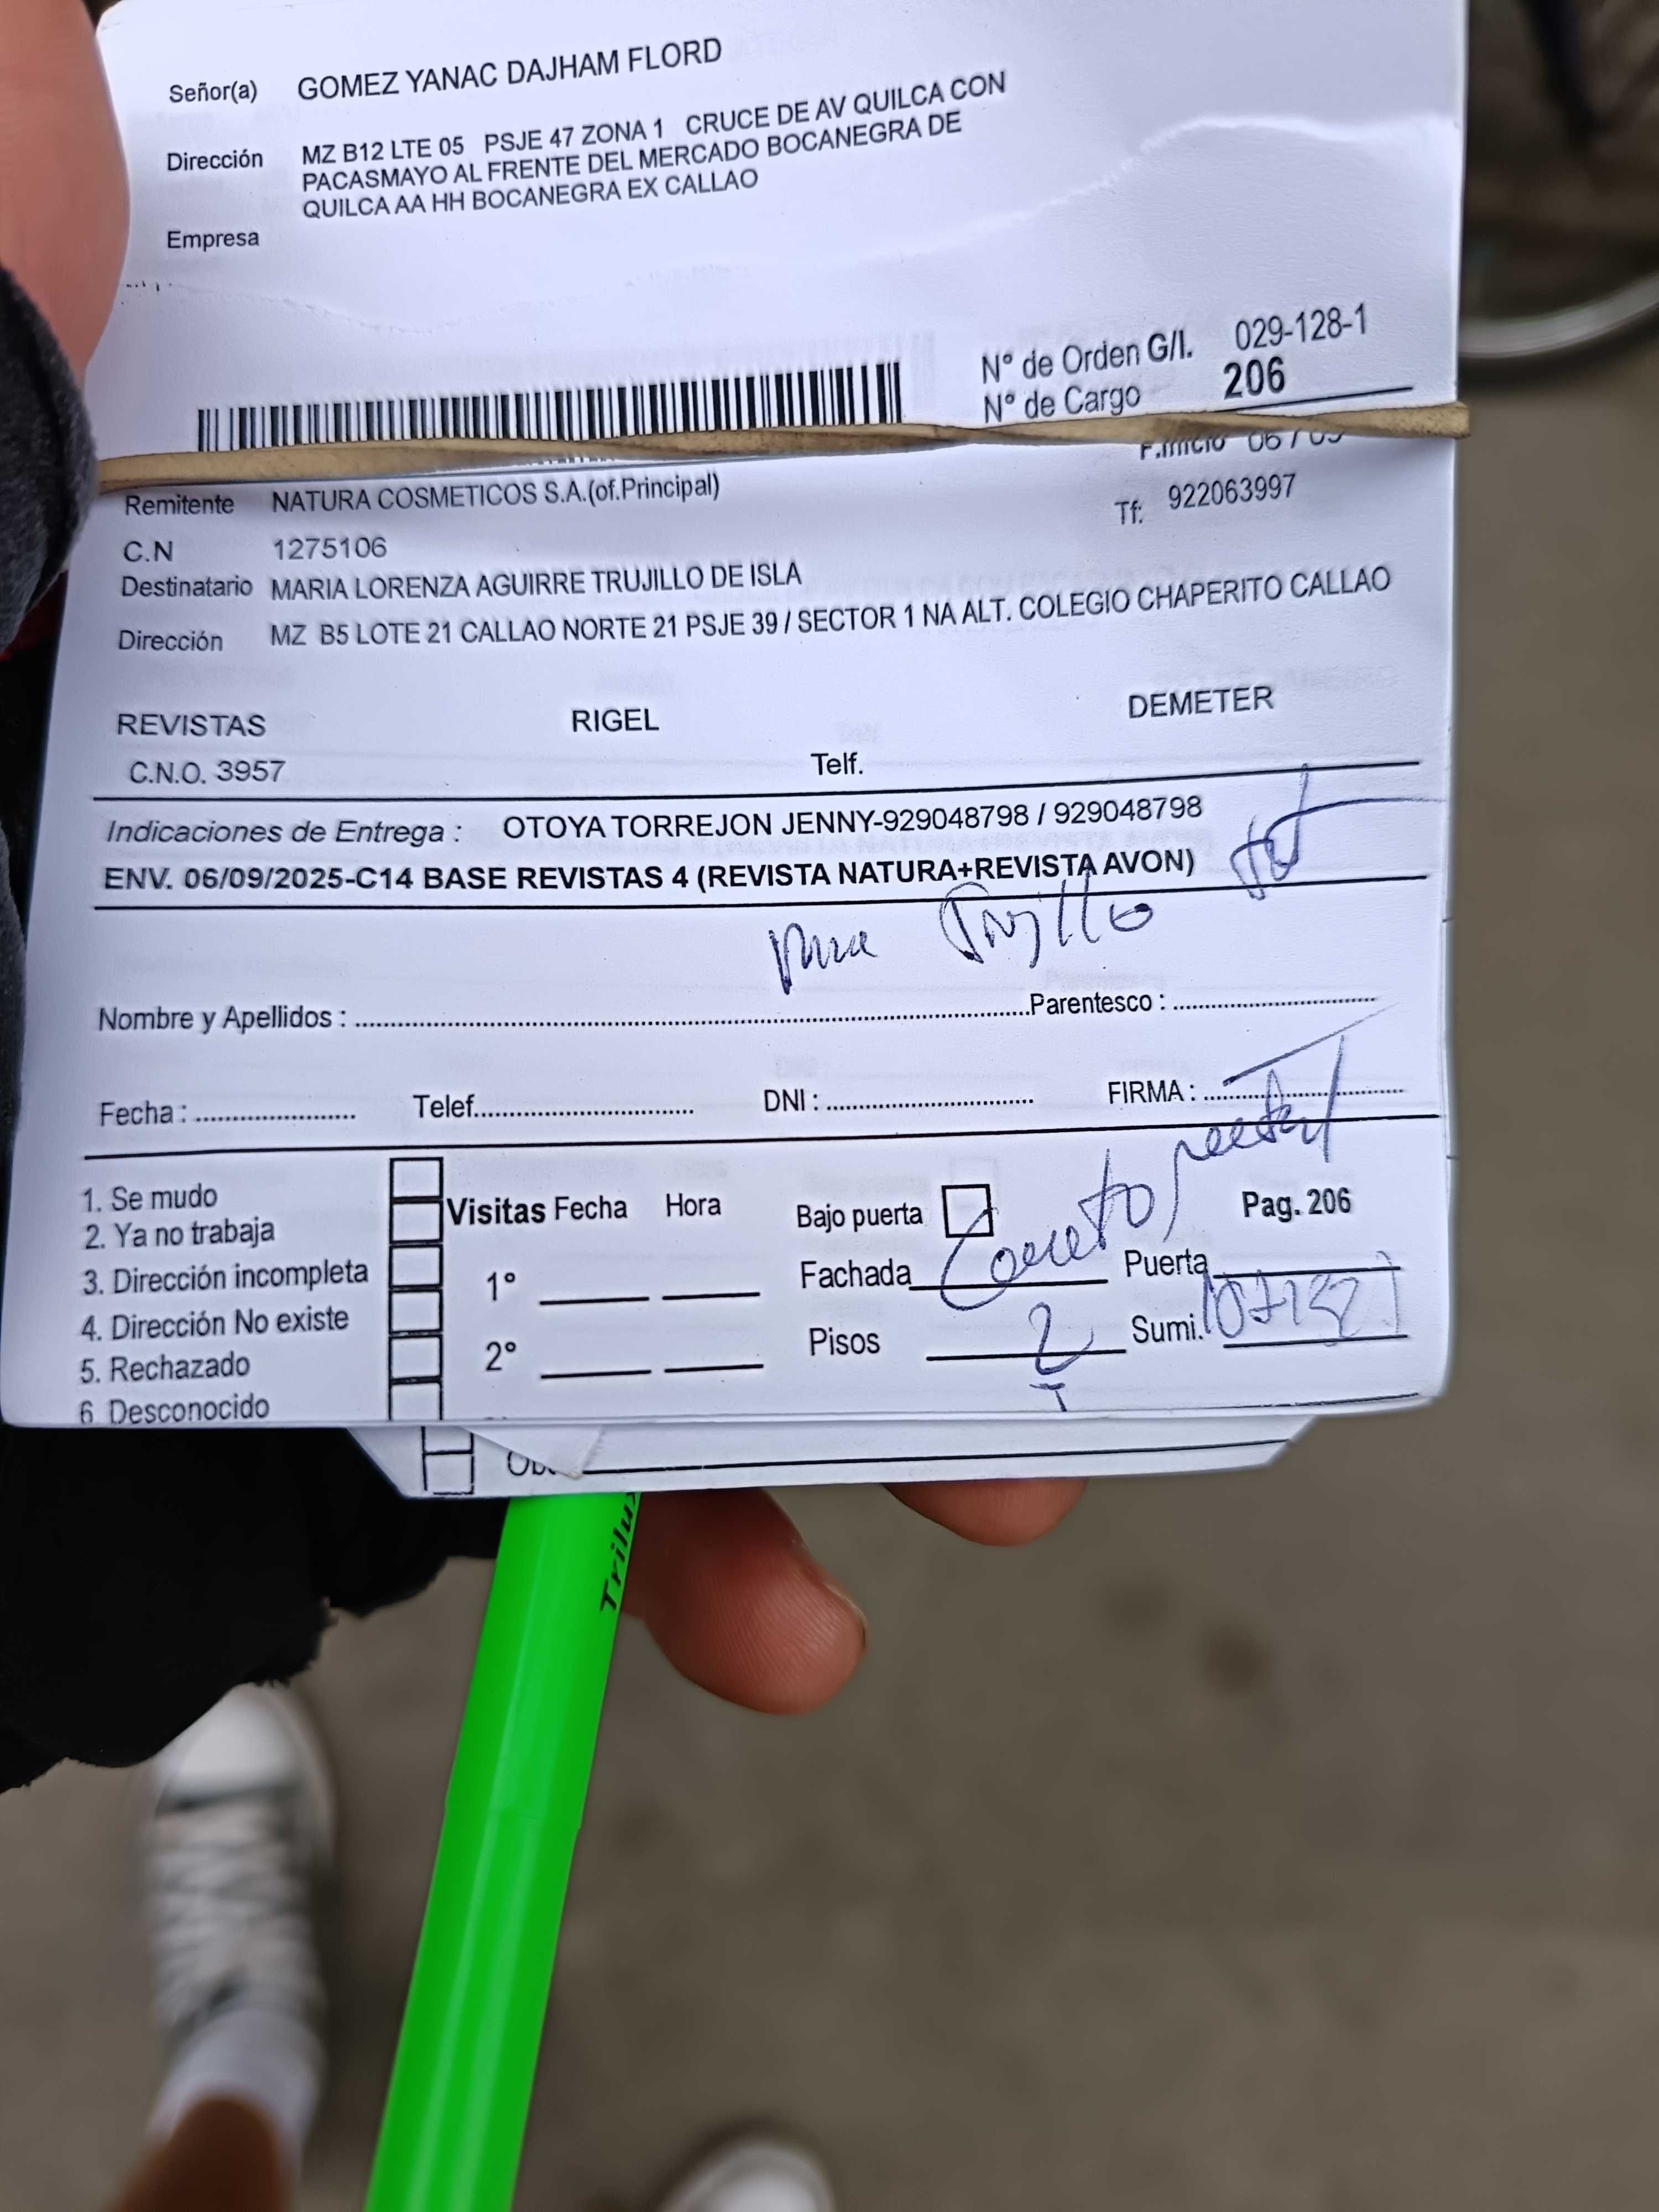 Señor(a) GOMEZ YANAC DAJHAM FLORD
Dirección MZ B12 LTE 05 PSJE 47 ZONA 1 CRUCE DE AV QUILCA CON
PACASMAYO AL FRENTE DEL MERCADO BOCANEGRA DE
QUILCA AA HH BOCANEGRA EX CALLAO
Empresa
N° de Orden G/I. 029-128-1
N° de Cargo 206
F.Inicio 06 / 09
Remitente NATURA COSMETICOS S.A.(of.Principal) Tf: 922063997
C.N 1275106
Destinatario MARIA LORENZA AGUIRRE TRUJILLO DE ISLA
Dirección MZ B5 LOTE 21 CALLAO NORTE 21 PSJE 39 / SECTOR 1 NA ALT. COLEGIO CHAPERITO CALLAO
REVISTAS RIGEL DEMETER
C.N.O. 3957 Telf.
Indicaciones de Entrega : OTOYA TORREJON JENNY-929048798 / 929048798
ENV. 06/09/2025-C14 BASE REVISTAS 4 (REVISTA NATURA+REVISTA AVON)
Trujillo
Nombre y Apellidos : Parentesco :
Fecha : Telef. DNI : FIRMA :
1. Se mudo
2. Ya no trabaja
3. Dirección incompleta
4. Dirección No existe
5. Rechazado
6 Desconocido
Visitas Fecha Hora
1°
2°
Bajo puerta Pag. 206
Fachada Puerta
Pisos 2 Sumi.
Trilux